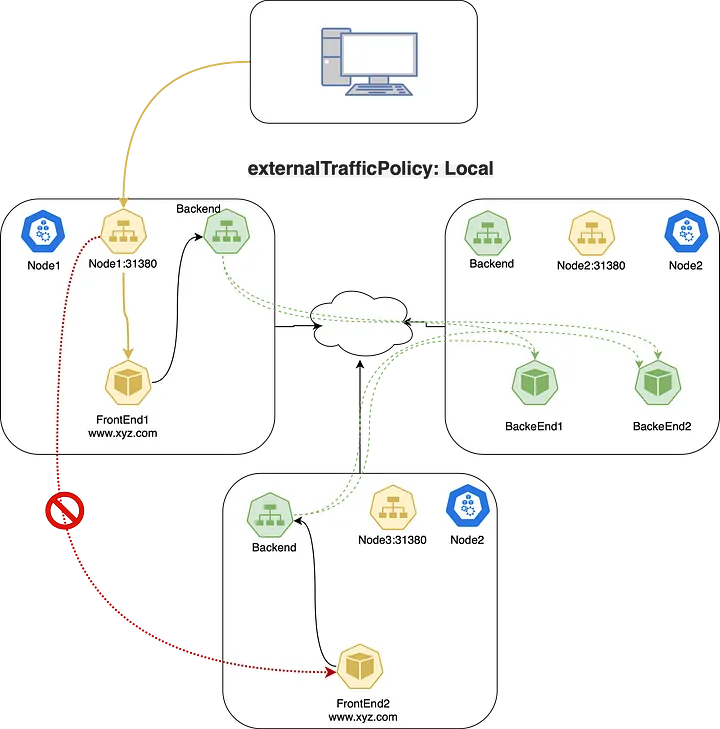 externalTrafficPolicy: Local
Backend
Node1
Node1:31380
FrontEnd1
www.xyz.com
Backend
Node2:31380
Node2
BackeEnd1
BackeEnd2
Backend
Node3:31380
Node2
FrontEnd2
www.xyz.com